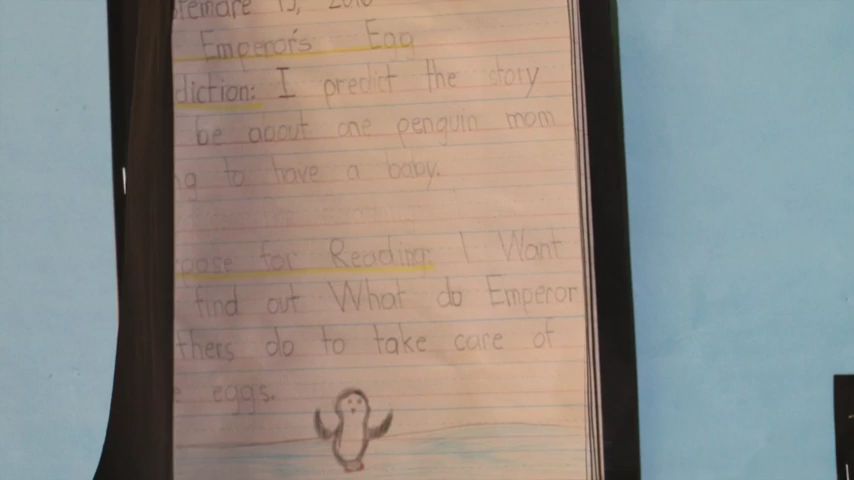 Emperor's Egg
diction: I predict the story
be about one penguin mom
ng to have a baby.
pose for Reading: I Want
find out What do Emperor
thers do to take care of
e eggs.